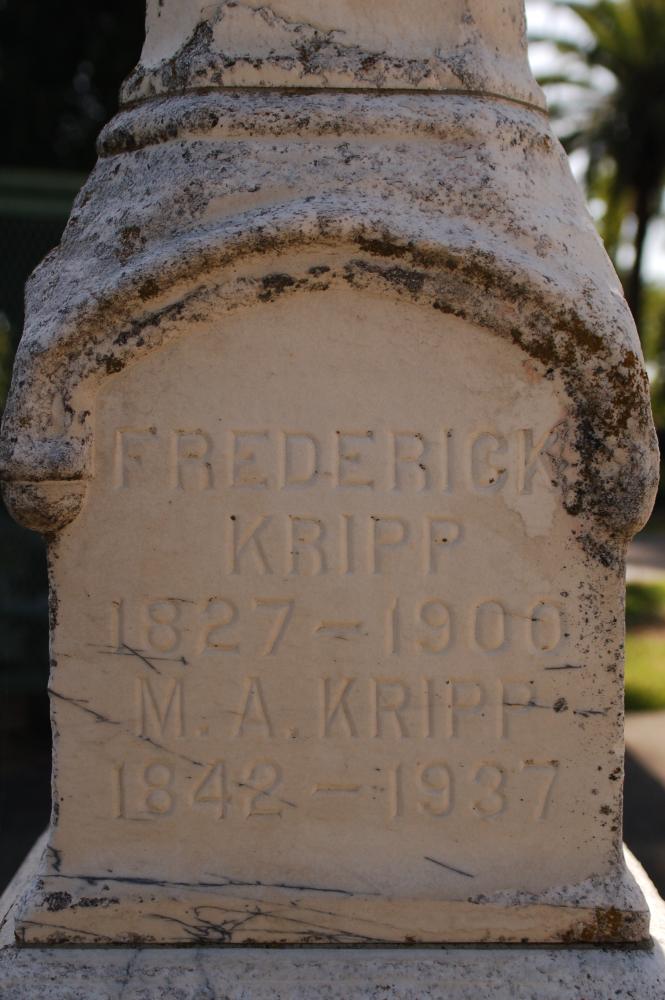 FREDERICK
KRIPP
1827 – 1900
M. A. KRIPP
1842 – 1937